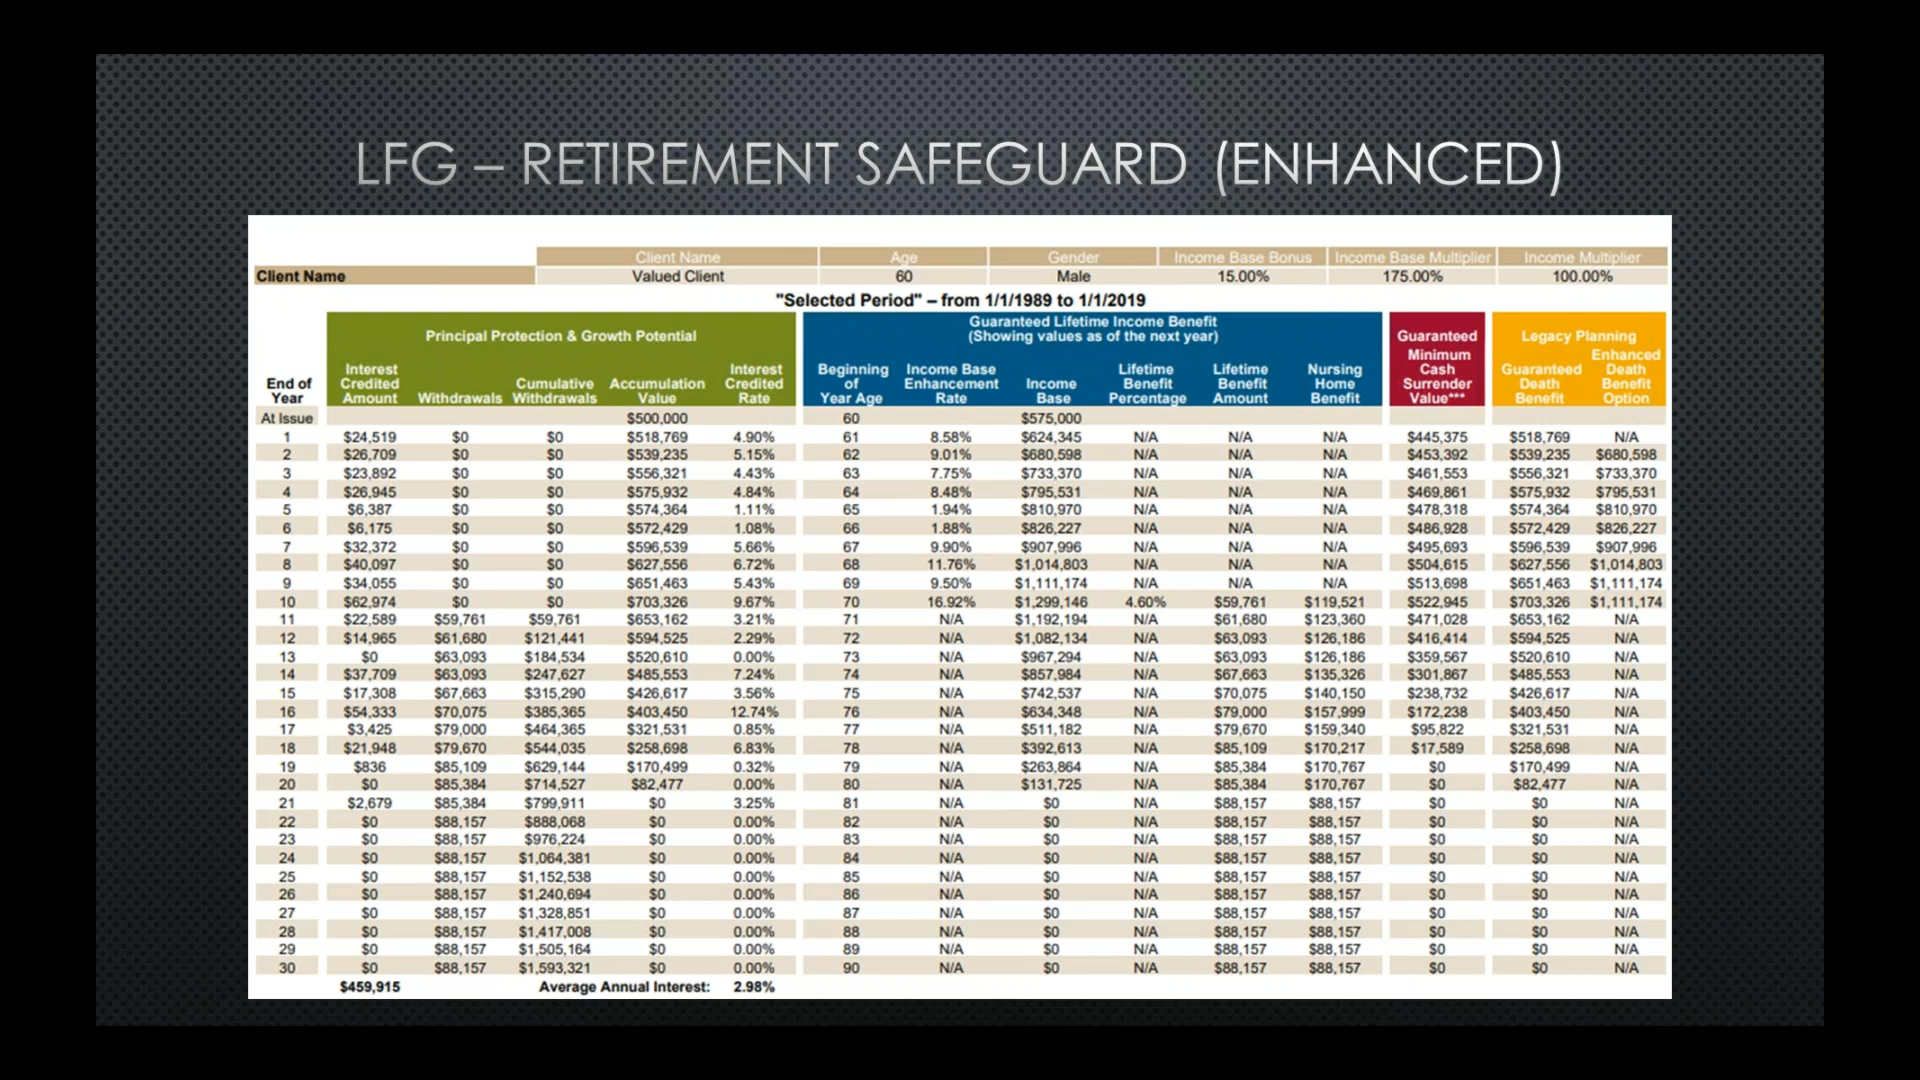 LFG – RETIREMENT SAFEGUARD (ENHANCED)
Client Name Age Gender Income Base Bonus Income Base Multiplier Income Multiplier
Client Name Valued Client 60 Male 15.00% 175.00% 100.00%
"Selected Period" – from 1/1/1989 to 1/1/2019
Principal Protection & Growth Potential
Guaranteed Lifetime Income Benefit
(Showing values as of the next year)
Guaranteed
Minimum
Cash
Surrender
Value***
Legacy Planning
End of
Year
Interest
Credited
Amount
Withdrawals
Cumulative
Withdrawals
Accumulation
Value
Interest
Credited
Rate
Beginning
of
Year Age
Income Base
Enhancement
Rate
Income
Base
Lifetime
Benefit
Percentage
Lifetime
Benefit
Amount
Nursing
Home
Benefit
Guaranteed
Death
Benefit
Enhanced
Death
Benefit
Option
At Issue $500,000 60 $575,000
1 $24,519 $0 $0 $518,769 4.90% 61 8.58% $624,345 N/A N/A N/A $445,375 $518,769 N/A
2 $26,709 $0 $0 $539,235 5.15% 62 9.01% $680,598 N/A N/A N/A $453,392 $539,235 $680,598
3 $23,892 $0 $0 $556,321 4.43% 63 7.75% $733,370 N/A N/A N/A $461,553 $556,321 $733,370
4 $26,945 $0 $0 $575,932 4.84% 64 8.48% $795,531 N/A N/A N/A $469,861 $575,932 $795,531
5 $6,387 $0 $0 $574,364 1.11% 65 1.94% $810,970 N/A N/A N/A $478,318 $574,364 $810,970
6 $6,175 $0 $0 $572,429 1.08% 66 1.88% $826,227 N/A N/A N/A $486,928 $572,429 $826,227
7 $32,372 $0 $0 $596,539 5.66% 67 9.90% $907,996 N/A N/A N/A $495,693 $596,539 $907,996
8 $40,097 $0 $0 $627,556 6.72% 68 11.76% $1,014,803 N/A N/A N/A $504,615 $627,556 $1,014,803
9 $34,055 $0 $0 $651,463 5.43% 69 9.50% $1,111,174 N/A N/A N/A $513,698 $651,463 $1,111,174
10 $62,974 $0 $0 $703,326 9.67% 70 16.92% $1,299,146 4.60% $59,761 $119,521 $522,945 $703,326 $1,111,174
11 $22,589 $59,761 $59,761 $653,162 3.21% 71 N/A $1,192,194 N/A $61,680 $123,360 $471,028 $653,162 N/A
12 $14,965 $61,680 $121,441 $594,525 2.29% 72 N/A $1,082,134 N/A $63,093 $126,186 $416,414 $594,525 N/A
13 $0 $63,093 $184,534 $520,610 0.00% 73 N/A $967,294 N/A $63,093 $126,186 $359,567 $520,610 N/A
14 $37,709 $63,093 $247,627 $485,553 7.24% 74 N/A $857,984 N/A $67,663 $135,326 $301,867 $485,553 N/A
15 $17,308 $67,663 $315,290 $426,617 3.56% 75 N/A $742,537 N/A $70,075 $140,150 $238,732 $426,617 N/A
16 $54,333 $70,075 $385,365 $403,450 12.74% 76 N/A $634,348 N/A $79,000 $157,999 $172,238 $403,450 N/A
17 $3,425 $79,000 $464,365 $321,531 0.85% 77 N/A $511,182 N/A $79,670 $159,340 $95,822 $321,531 N/A
18 $21,948 $79,670 $544,035 $258,698 6.83% 78 N/A $392,613 N/A $85,109 $170,217 $17,589 $258,698 N/A
19 $836 $85,109 $629,144 $170,499 0.32% 79 N/A $263,864 N/A $85,384 $170,767 $0 $170,499 N/A
20 $0 $85,384 $714,527 $82,477 0.00% 80 N/A $131,725 N/A $85,384 $170,767 $0 $82,477 N/A
21 $2,679 $85,384 $799,911 $0 3.25% 81 N/A $0 N/A $88,157 $88,157 $0 $0 N/A
22 $0 $88,157 $888,068 $0 0.00% 82 N/A $0 N/A $88,157 $88,157 $0 $0 N/A
23 $0 $88,157 $976,224 $0 0.00% 83 N/A $0 N/A $88,157 $88,157 $0 $0 N/A
24 $0 $88,157 $1,064,381 $0 0.00% 84 N/A $0 N/A $88,157 $88,157 $0 $0 N/A
25 $0 $88,157 $1,152,538 $0 0.00% 85 N/A $0 N/A $88,157 $88,157 $0 $0 N/A
26 $0 $88,157 $1,240,694 $0 0.00% 86 N/A $0 N/A $88,157 $88,157 $0 $0 N/A
27 $0 $88,157 $1,328,851 $0 0.00% 87 N/A $0 N/A $88,157 $88,157 $0 $0 N/A
28 $0 $88,157 $1,417,008 $0 0.00% 88 N/A $0 N/A $88,157 $88,157 $0 $0 N/A
29 $0 $88,157 $1,505,164 $0 0.00% 89 N/A $0 N/A $88,157 $88,157 $0 $0 N/A
30 $0 $88,157 $1,593,321 $0 0.00% 90 N/A $0 N/A $88,157 $88,157 $0 $0 N/A
$459,915 Average Annual Interest: 2.98%